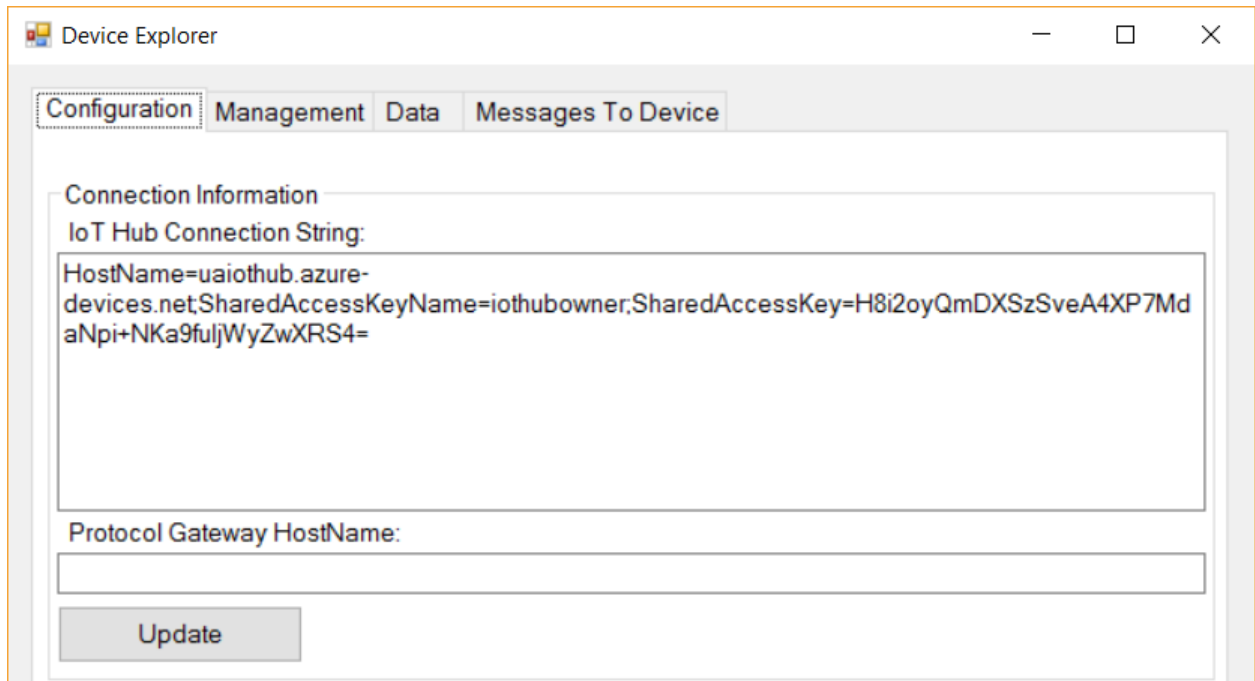 Device Explorer
Configuration Management Data Messages To Device
Connection Information
IoT Hub Connection String:
HostName=uaiothub.azure-
devices.net;SharedAccessKeyName=iothubowner;SharedAccessKey=H8i2oyQmDXSzSveA4XP7Md
aNpi+NKa9fuljWyZwXRS4=
Protocol Gateway HostName:
Update